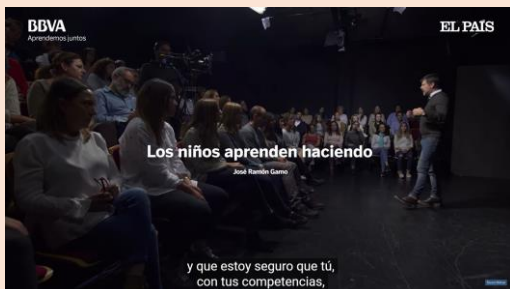 BBVA
Aprendemos juntos
EL PAÍS
Los niños aprenden haciendo
José Ramón Gamo
y que estoy seguro que tú,
con tus competencias,